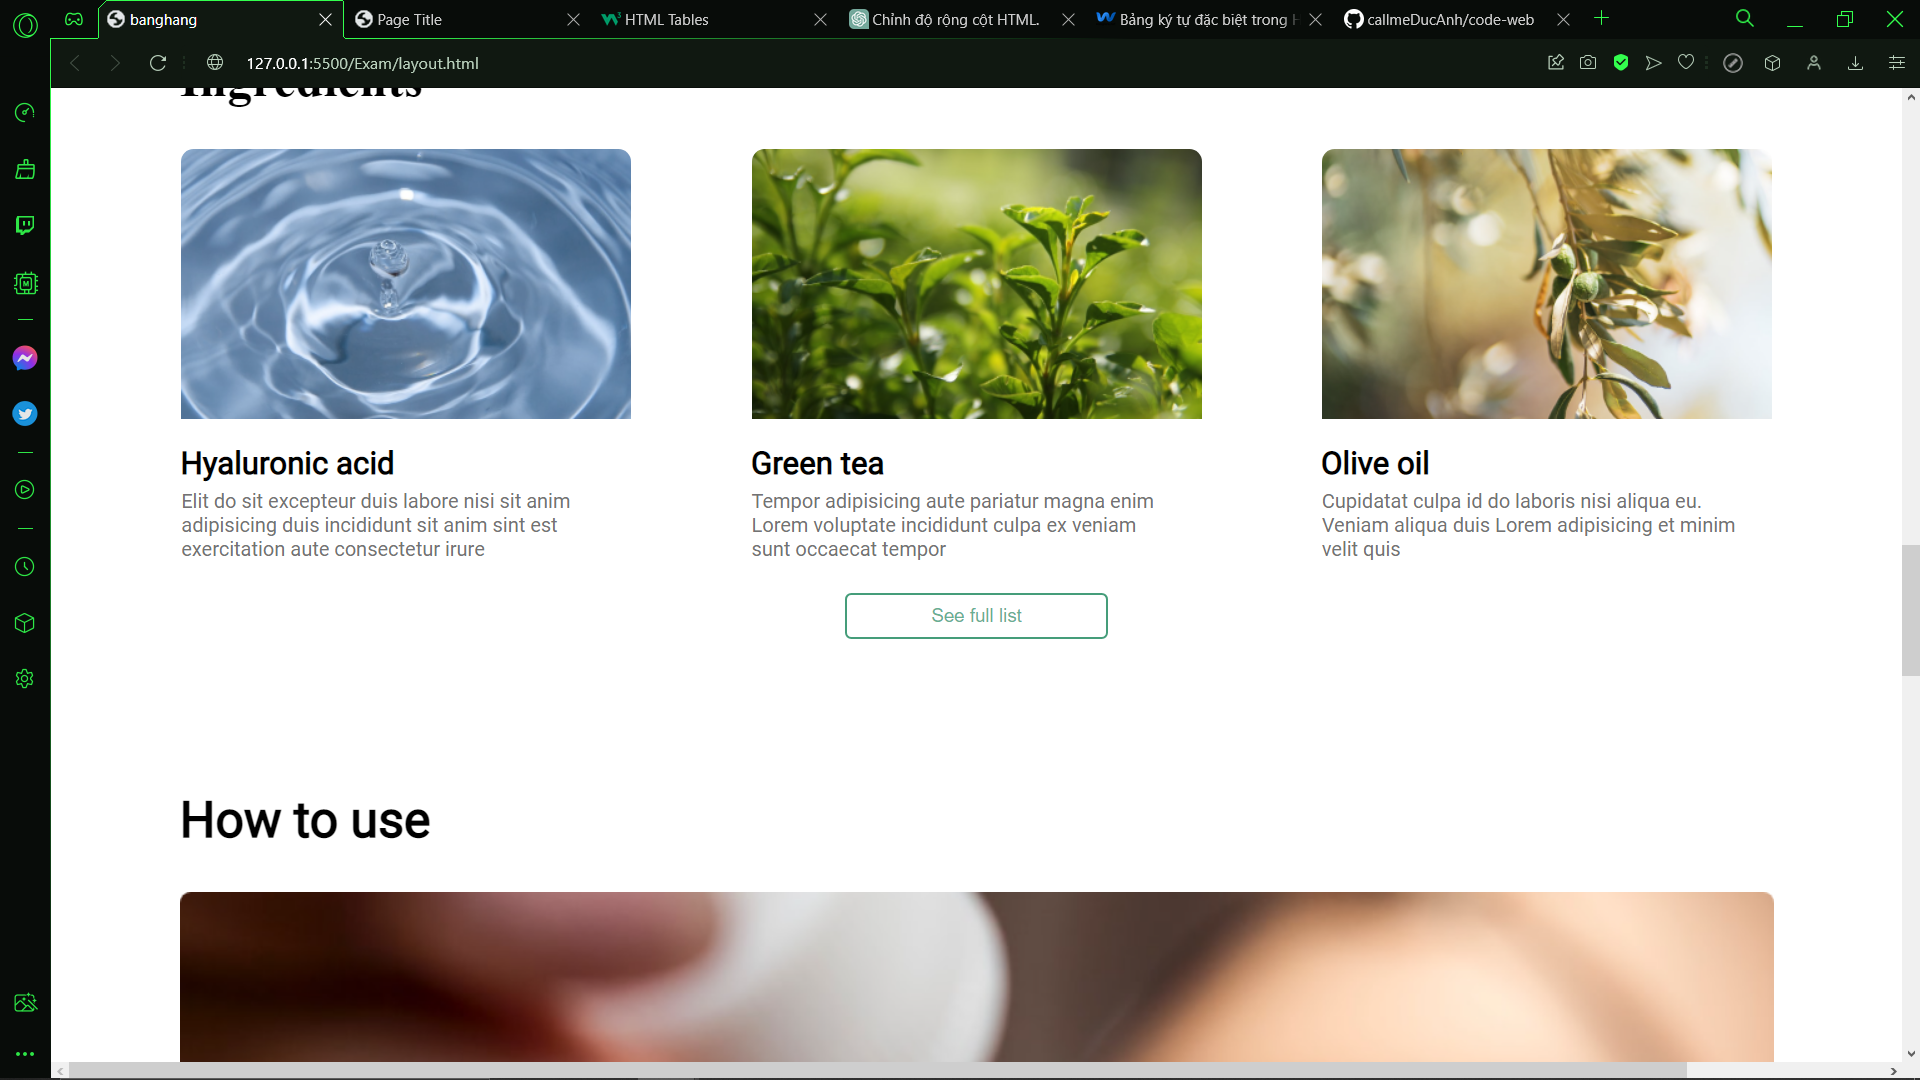 banghang
Page Title
HTML Tables
Chỉnh độ rộng cột HTML.
Bảng ký tự đặc biệt trong H
callmeDucAnh/code-web
127.0.0.1:5500/Exam/layout.html
Ingredients
Hyaluronic acid
Elit do sit excepteur duis labore nisi sit anim
adipisicing duis incididunt sit anim sint est
exercitation aute consectetur irure
Green tea
Tempor adipisicing aute pariatur magna enim
Lorem voluptate incididunt culpa ex veniam
sunt occaecat tempor
Olive oil
Cupidatat culpa id do laboris nisi aliqua eu.
Veniam aliqua duis Lorem adipisicing et minim
velit quis
See full list
How to use